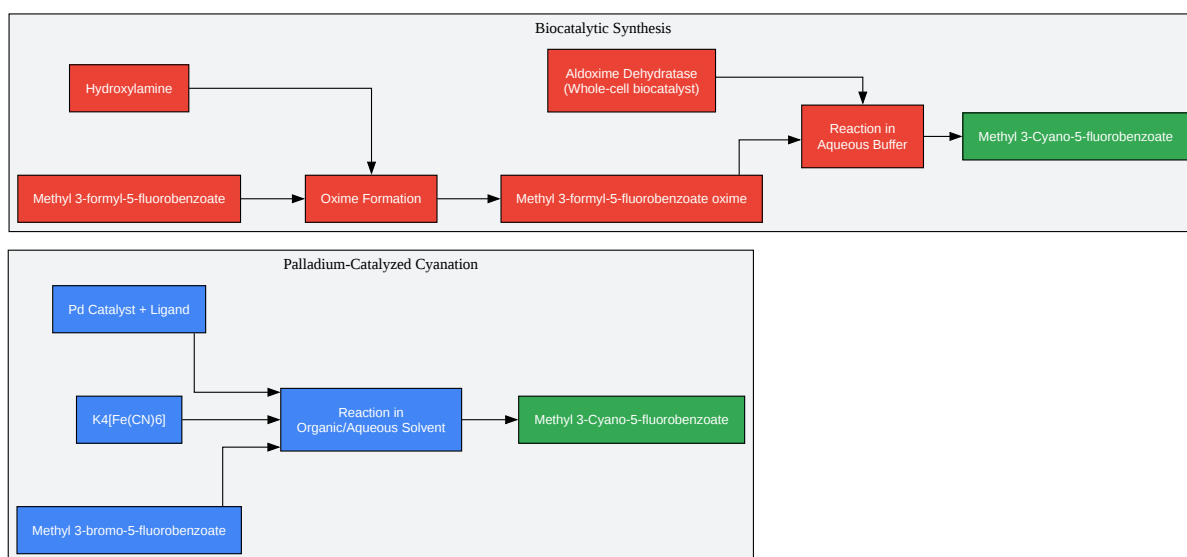 Biocatalytic Synthesis
Hydroxylamine
Aldoxime Dehydratase
(Whole-cell biocatalyst)
Reaction in
Aqueous Buffer
Methyl 3-Cyano-5-fluorobenzoate
Methyl 3-formyl-5-fluorobenzoate
Oxime Formation
Methyl 3-formyl-5-fluorobenzoate oxime
Palladium-Catalyzed Cyanation
Pd Catalyst + Ligand
K4[Fe(CN)6]
Reaction in
Organic/Aqueous Solvent
Methyl 3-Cyano-5-fluorobenzoate
Methyl 3-bromo-5-fluorobenzoate